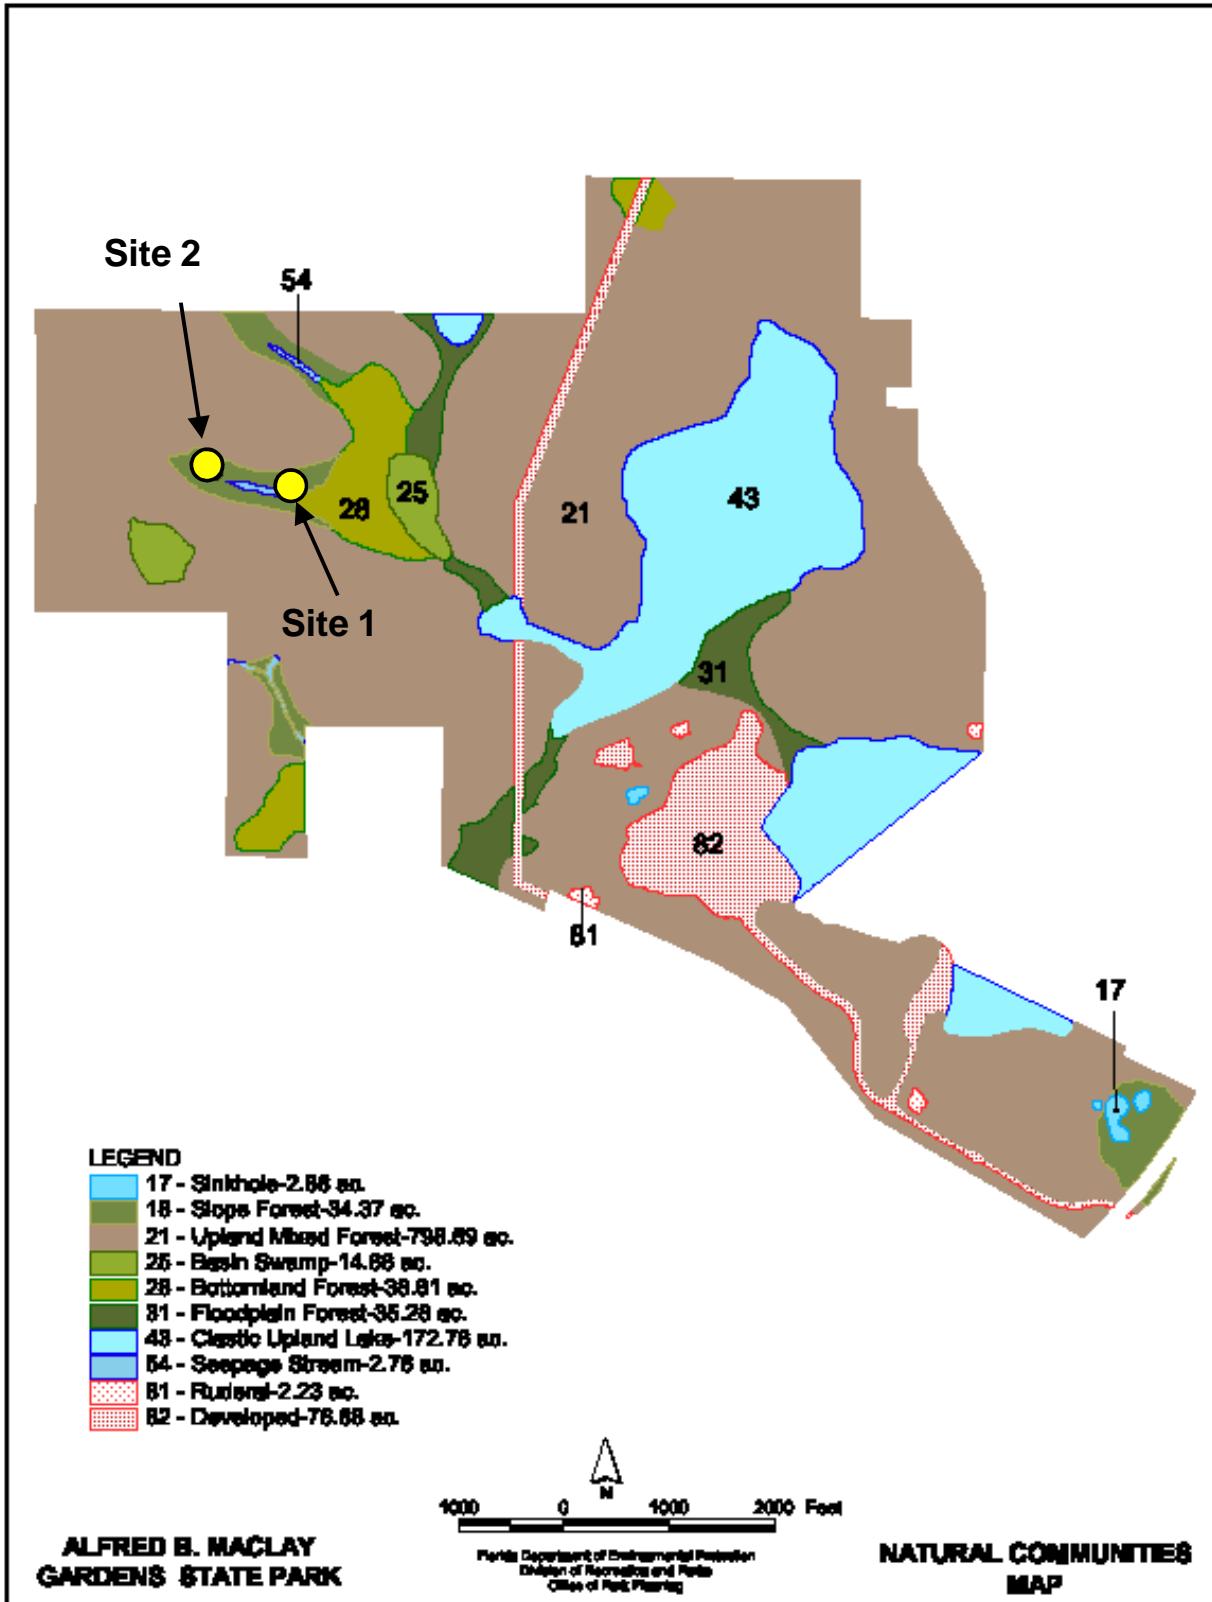 Site 2
54
43
25
21
28
Site 1
31
82
81
17
LEGEND
17 - Sinkhole-2.68 ac.
18 - Slope Forest-34.37 ac.
21 - Upland Mixed Forest-798.69 ac.
25 - Basin Swamp-14.68 ac.
28 - Bottomland Forest-38.81 ac.
31 - Floodplain Forest-35.28 ac.
43 - Clastic Upland Lake-172.76 ac.
54 - Seepage Stream-2.76 ac.
81 - Ruderal-2.23 ac.
82 - Developed-76.68 ac.
N
1000 0 1000 2000 Feet
ALFRED B. MACLAY
GARDENS STATE PARK
Florida Department of Environmental Protection
Division of Recreation and Parks
Office of Park Planning
NATURAL COMMUNITIES
MAP